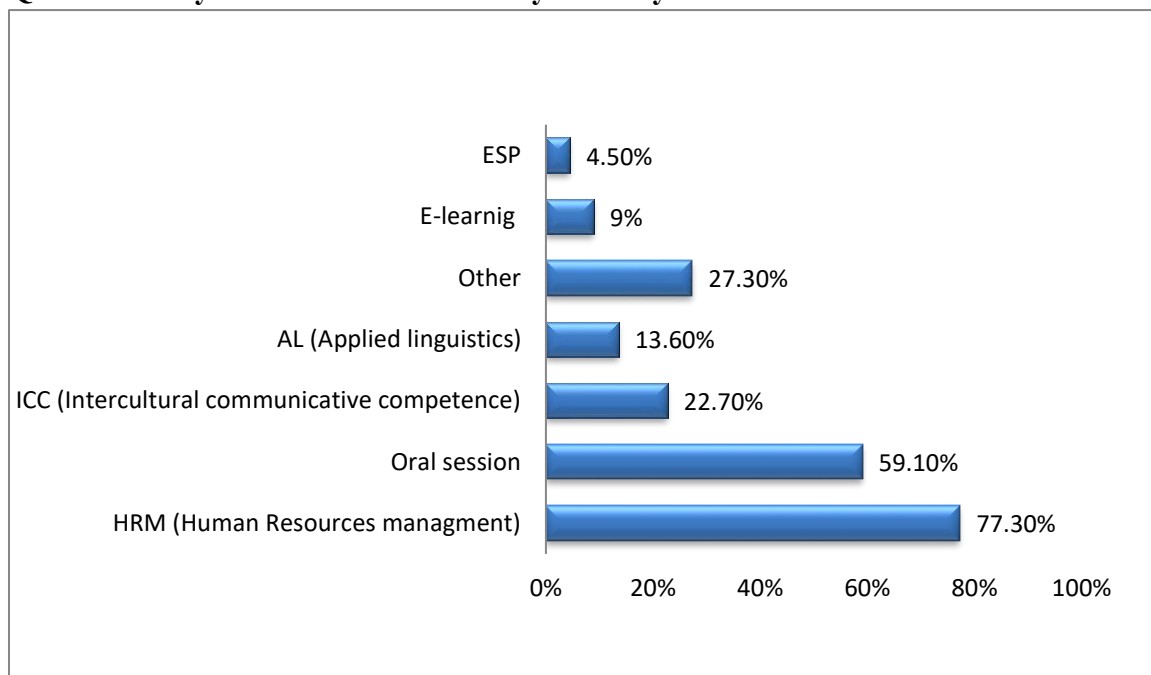 ESP 4.50%
E-learnig 9%
Other 27.30%
AL (Applied linguistics) 13.60%
ICC (Intercultural communicative competence) 22.70%
Oral session 59.10%
HRM (Human Resources managment) 77.30%
0% 20% 40% 60% 80% 100%